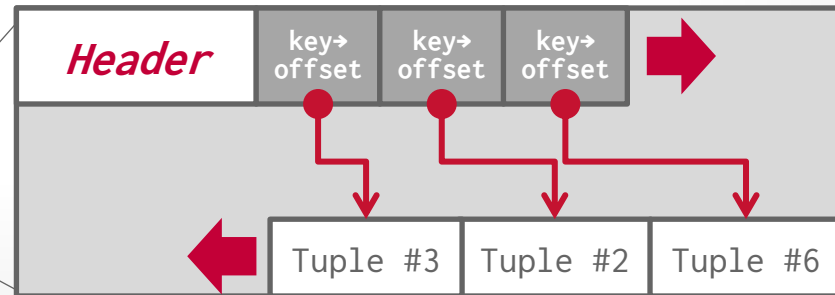 Header
key→
offset
key→
offset
key→
offset
Tuple #3
Tuple #2
Tuple #6